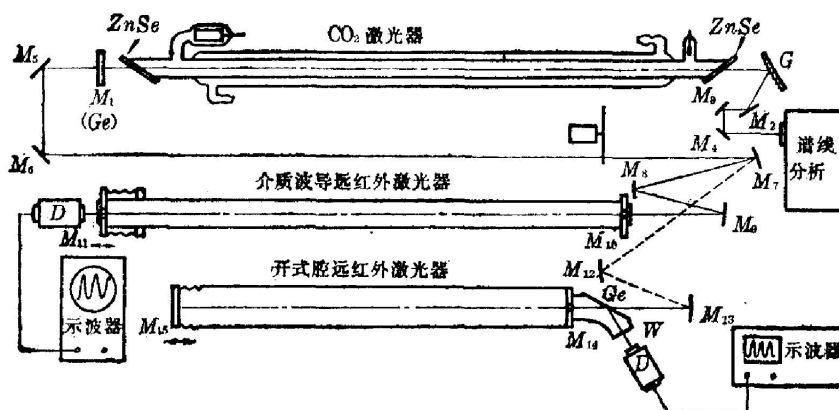 ZnSe
CO₂ 激光器
ZnSe
M₅
M₁
(Ge)
M₃
G
M₂
M₄
谱线
分析
M₆
M₇
介质波导远红外激光器
M₈
D
M₁₁
M₁₀
M₉
开式腔远红外激光器
M₁₂
Ge
示波器
M₁₅
M₁₄
W
M₁₃
D
示波器